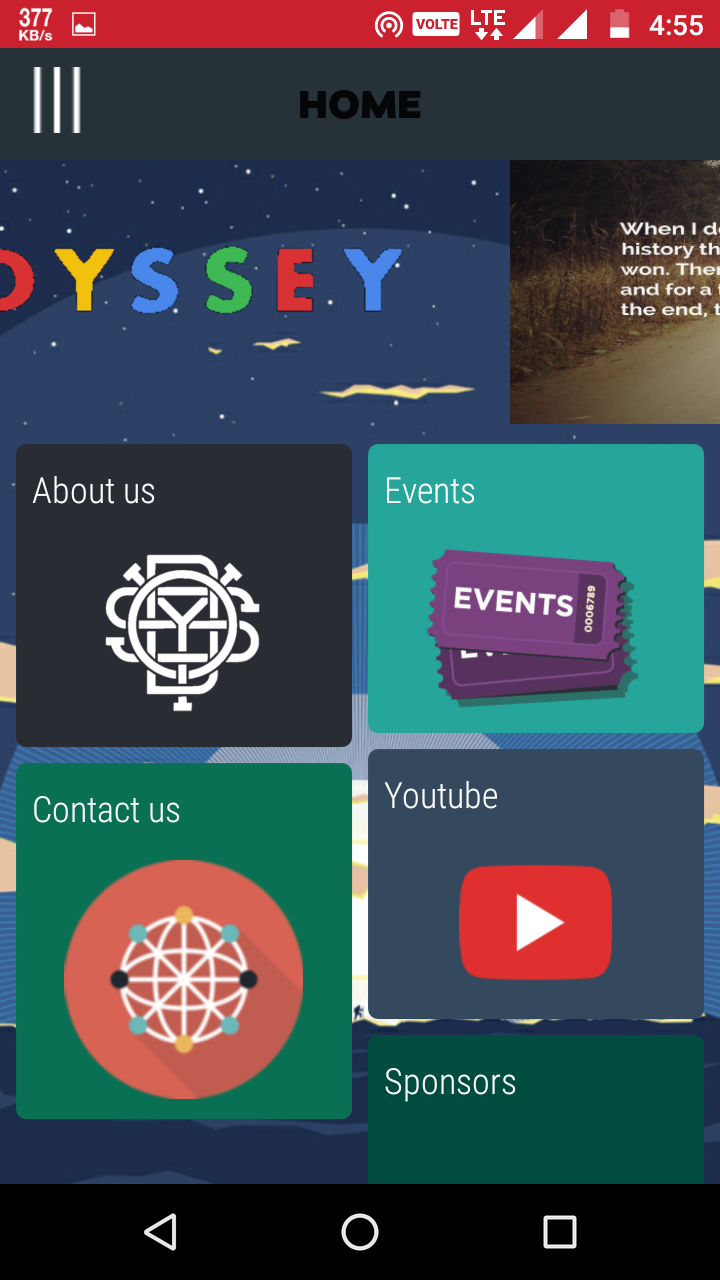 377
KB/s
VOLTE
LTE
4:55
HOME
DYSSEY
When I d
history th
won. Ther
and for a
the end, t
About us
Events
EVENTS
0006789
Contact us
Youtube
Sponsors